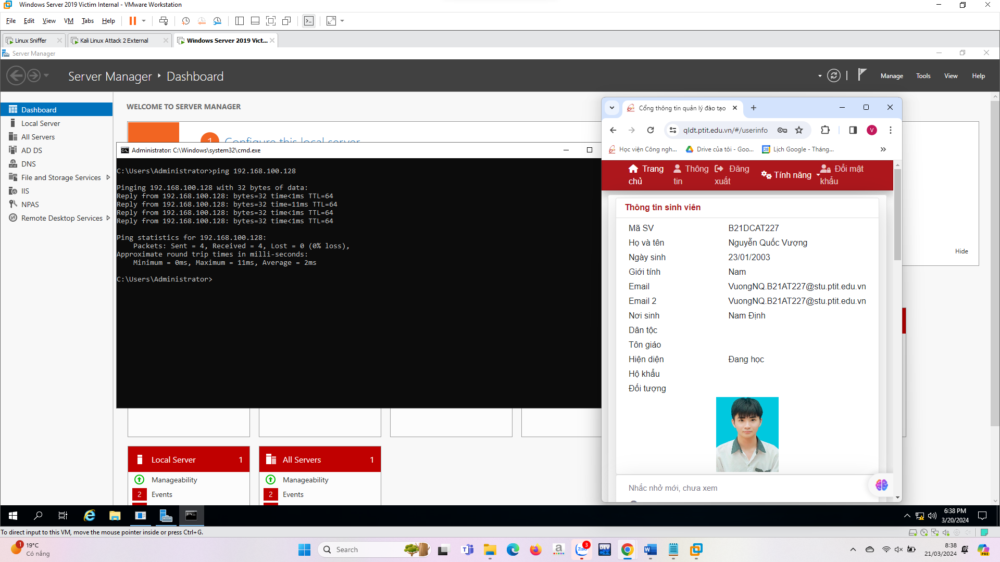 Windows Server 2019 Victim Internal - VMware Workstation
File Edit View VM Tabs Help
Linux Sniffer
Kali Linux Attack 2 External
Windows Server 2019 Vict...
Server Manager
Server Manager ‣ Dashboard
Manage Tools View Help
Dashboard
Local Server
All Servers
AD DS
DNS
File and Storage Services
IIS
NPAS
Remote Desktop Services
WELCOME TO SERVER MANAGER
1 Configure this local server
Hide
Administrator: C:\Windows\system32\cmd.exe
C:\Users\Administrator>ping 192.168.100.128
Pinging 192.168.100.128 with 32 bytes of data:
Reply from 192.168.100.128: bytes=32 time<1ms TTL=64
Reply from 192.168.100.128: bytes=32 time=11ms TTL=64
Reply from 192.168.100.128: bytes=32 time<1ms TTL=64
Reply from 192.168.100.128: bytes=32 time<1ms TTL=64
Ping statistics for 192.168.100.128:
Packets: Sent = 4, Received = 4, Lost = 0 (0% loss),
Approximate round trip times in milli-seconds:
Minimum = 0ms, Maximum = 11ms, Average = 2ms
C:\Users\Administrator>
Local Server 1
Manageability
2 Events
All Servers 1
Manageability
2 Events
Cổng thông tin quản lý đào tạo
qldt.ptit.edu.vn/#/userinfo
V
Học viện Công ngh...
Drive của tôi - Goo...
28 Lịch Google - Tháng...
Trang chủ
Thông tin
Đăng xuất
Tính năng
Đổi mật khẩu
Thông tin sinh viên
Mã SV B21DCAT227
Họ và tên Nguyễn Quốc Vượng
Ngày sinh 23/01/2003
Giới tính Nam
Email VuongNQ.B21AT227@stu.ptit.edu.vn
Email 2 VuongNQ.B21AT227@stu.ptit.edu.vn
Nơi sinh Nam Định
Dân tộc
Tôn giáo
Hiện diện Đang học
Hộ khẩu
Đối tượng
Nhắc nhở mới, chưa xem
6:38 PM
3/20/2024
To direct input to this VM, move the mouse pointer inside or press Ctrl+G.
1
19°C
Có nắng
Search
Zalo 3
DEV
8:38
21/03/2024
PRE